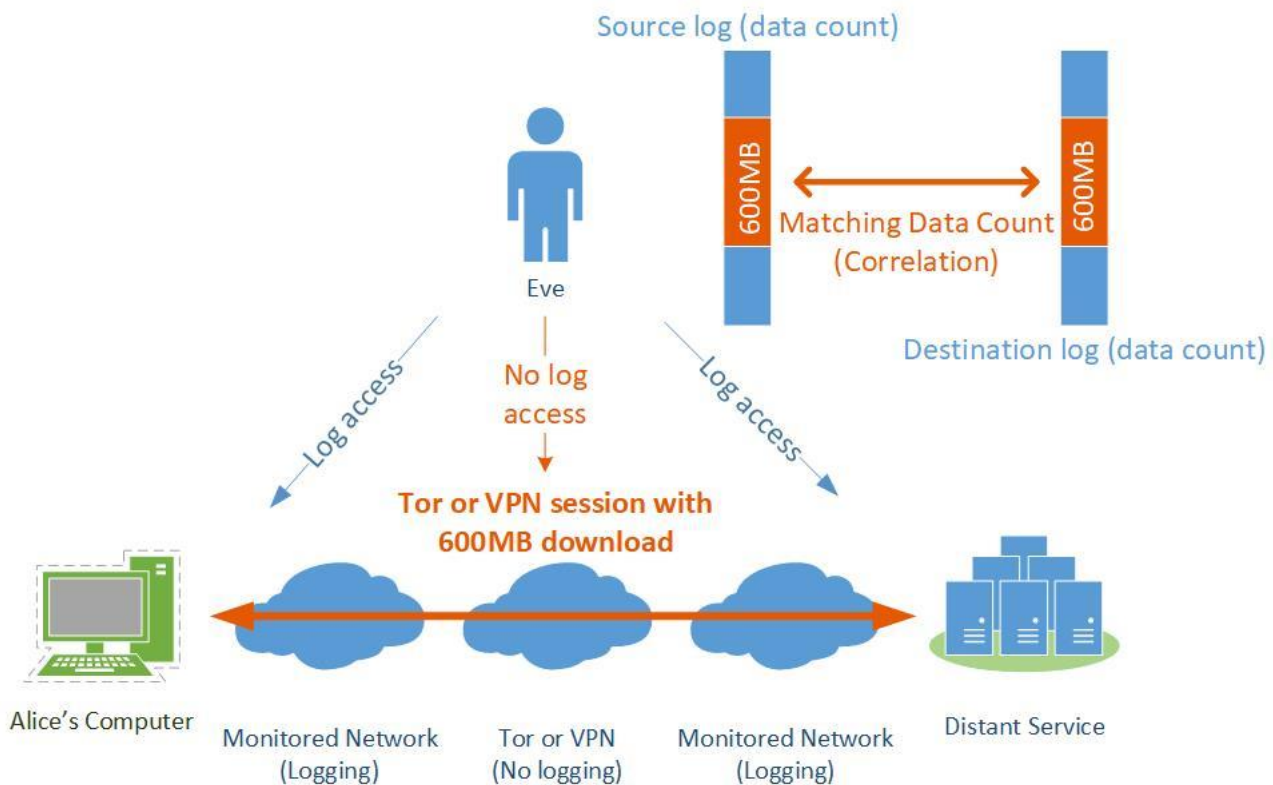 Source log (data count)
600MB
600MB
Matching Data Count
(Correlation)
Destination log (data count)
Eve
Log access
No log
access
Log access
Tor or VPN session with
600MB download
Alice's Computer
Monitored Network
(Logging)
Tor or VPN
(No logging)
Monitored Network
(Logging)
Distant Service